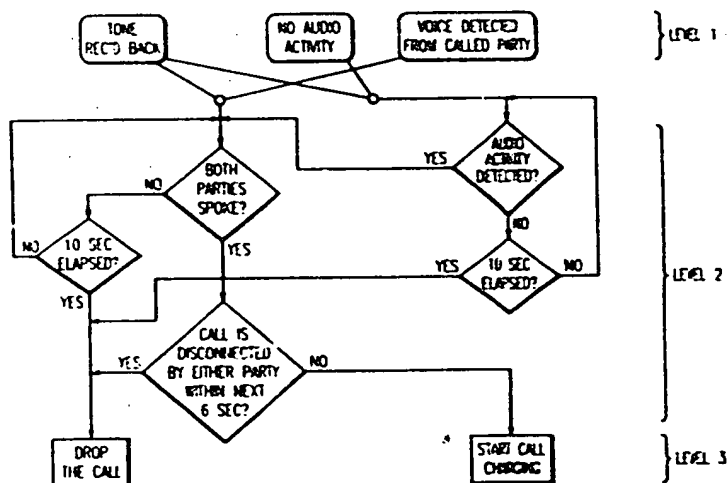 TONE
REC'D BACK
NO AUDIO
ACTIVITY
VOICE DETECTED
FROM CALLED PARTY
LEVEL 1
AUDIO
ACTIVITY
DETECTED?
YES
BOTH
PARTIES
SPOKE?
NO
NO
10 SEC
ELAPSED?
NO
YES
YES
10 SEC
ELAPSED?
NO
YES
LEVEL 2
CALL IS
DISCONNECTED
BY EITHER PARTY
WITHIN NEXT
6 SEC?
YES
NO
DROP
THE CALL
START CALL
CHARGING
LEVEL 3